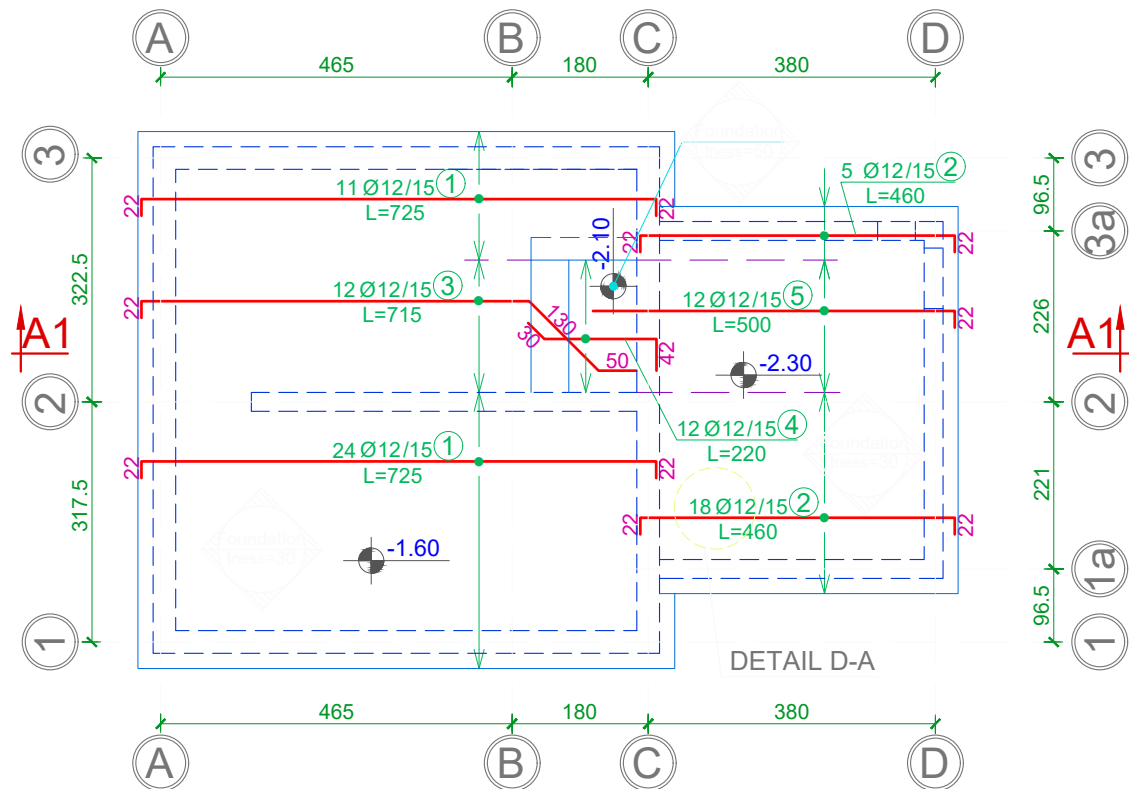 A B C D
465 180 380
3
2
1
322.5
317.5
3
3a
2
1a
1
96.5
226
221
96.5
Foundation
11 Ø12/15 1
L=725
22 22
5 Ø12/15 2
L=460
22 22
-2.10
12 Ø12/15 3
L=715
22
130
30
50
42
12 Ø12/15 5
L=500
22
A1 A1
-2.30
12 Ø12/15 4
L=220
24 Ø12/15 1
L=725
22 22
Foundation
18 Ø12/15 2
L=460
22 22
Foundation
-1.60
DETAIL D-A
465 180 380
A B C D